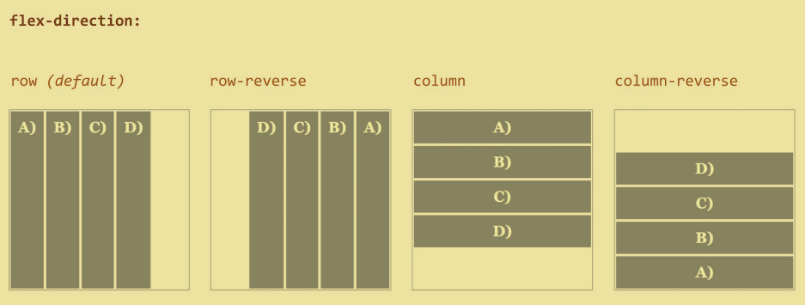 flex-direction:
row (default)
row-reverse
column
column-reverse
A) B) C) D)
D) C) B) A)
A)
B)
C)
D)
D)
C)
B)
A)